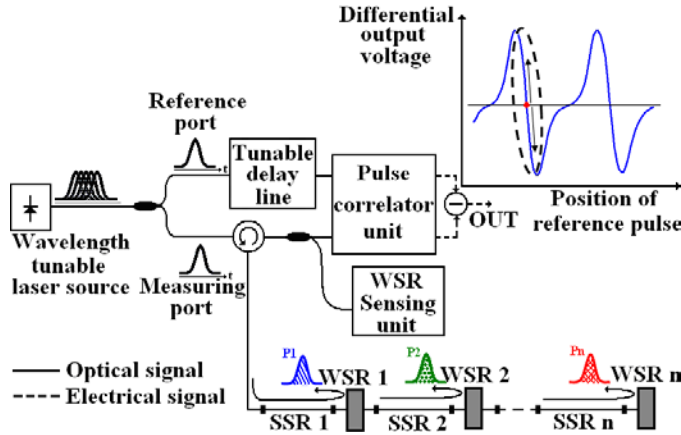 Differential
output
voltage
Position of
reference pulse
Reference
port
t
Tunable
delay
line
Pulse
correlator
unit
OUT
Wavelength
tunable
laser source
t
Measuring
port
WSR
Sensing
unit
Optical signal
Electrical signal
P1
WSR 1
P2
WSR 2
Pn
WSR n
SSR 1
SSR 2
SSR n